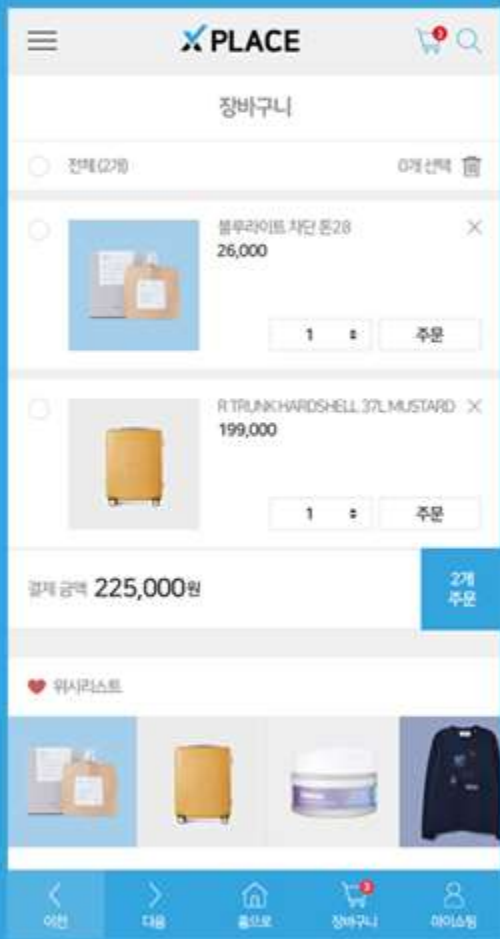 X PLACE
3
장바구니
전체 (2개)
0개 선택
블루라이트 차단 톤28
26,000
1
주문
R TRUNK HARDSHELL 37L MUSTARD
199,000
1
주문
결제 금액 225,000원
2개
주문
위시리스트
3
이전
다음
홈으로
장바구니
마이쇼핑